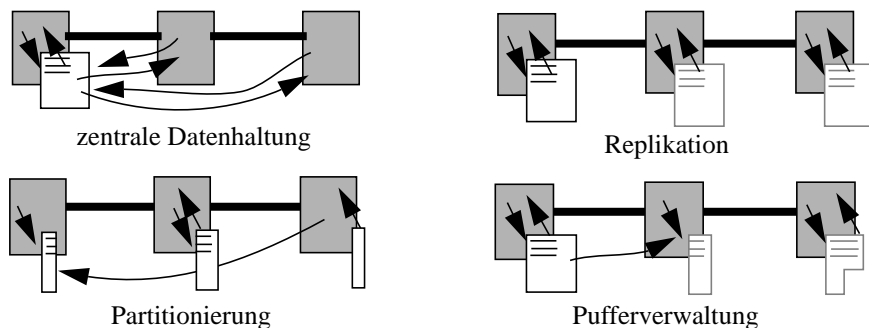 zentrale Datenhaltung
Replikation
Partitionierung
Pufferverwaltung